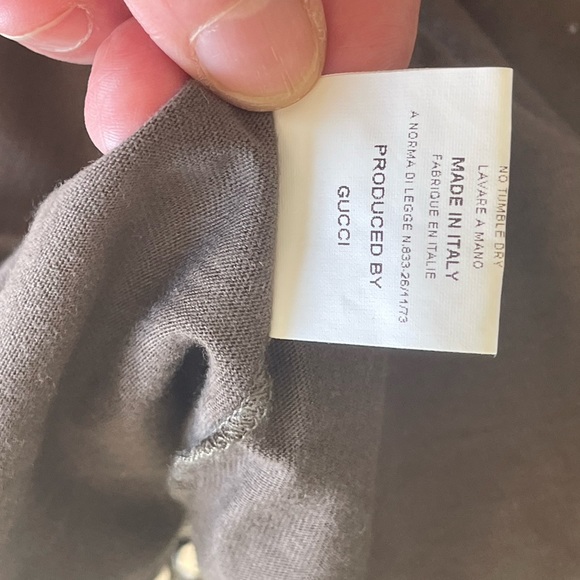 NO TUMBLE DRY
LAVARE A MANO
MADE IN ITALY
FABRIQUE EN ITALIE
A NORMA DI LEGGE N.833-26/11/73
PRODUCED BY
GUCCI